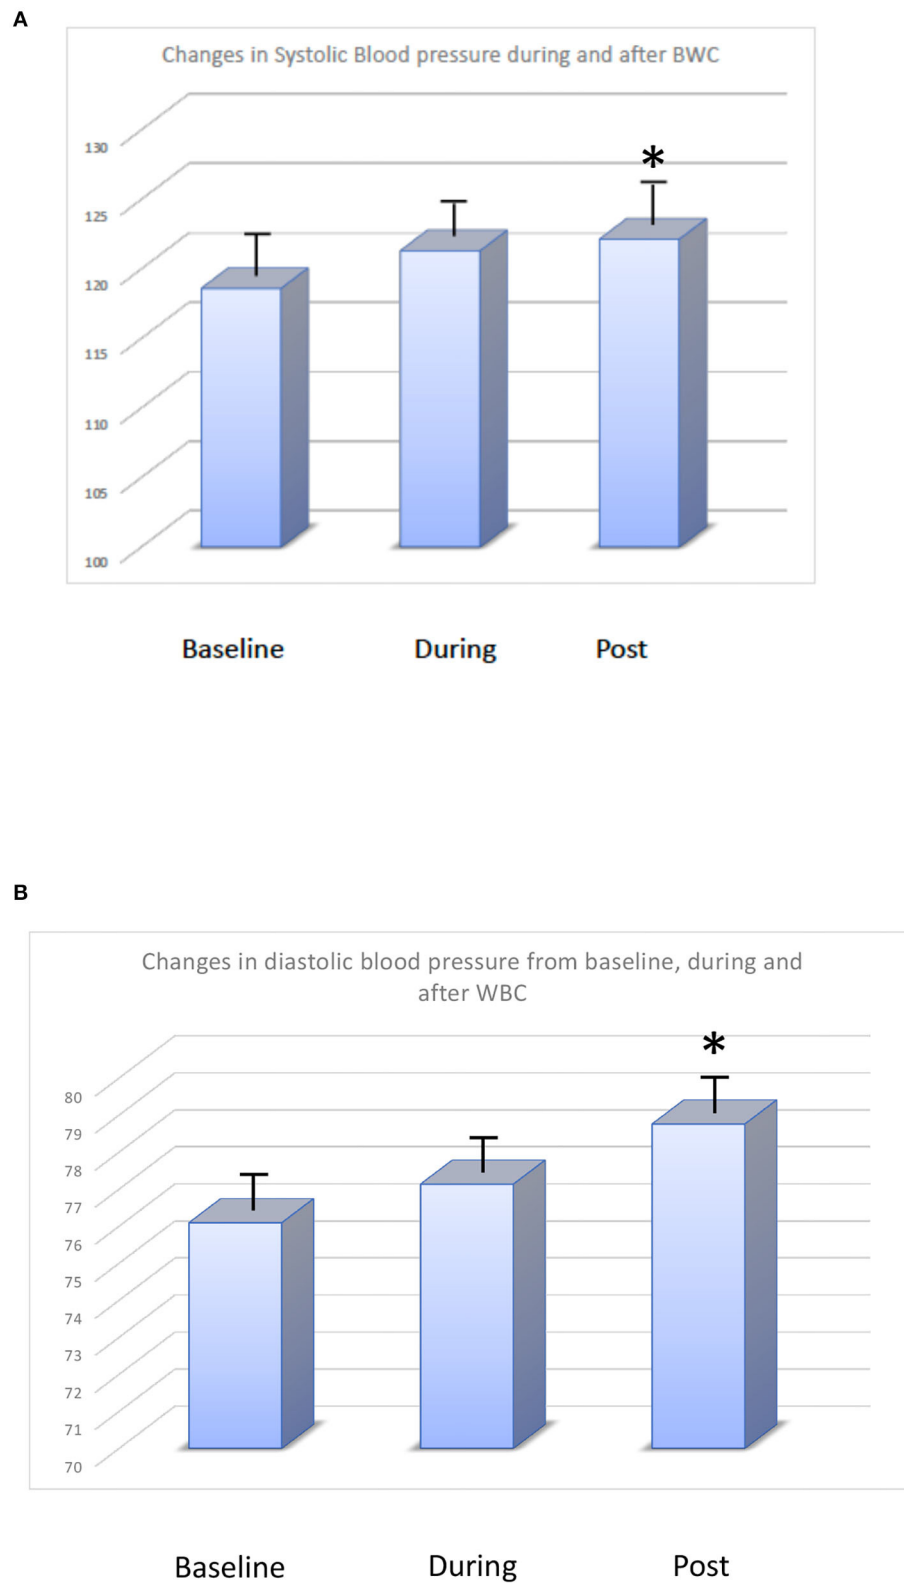 A
Changes in Systolic Blood pressure during and after BWC
130
*
125
120
115
110
105
100
Baseline During Post
B
Changes in diastolic blood pressure from baseline, during and
after WBC
*
80
79
78
77
76
75
74
73
72
71
70
Baseline During Post